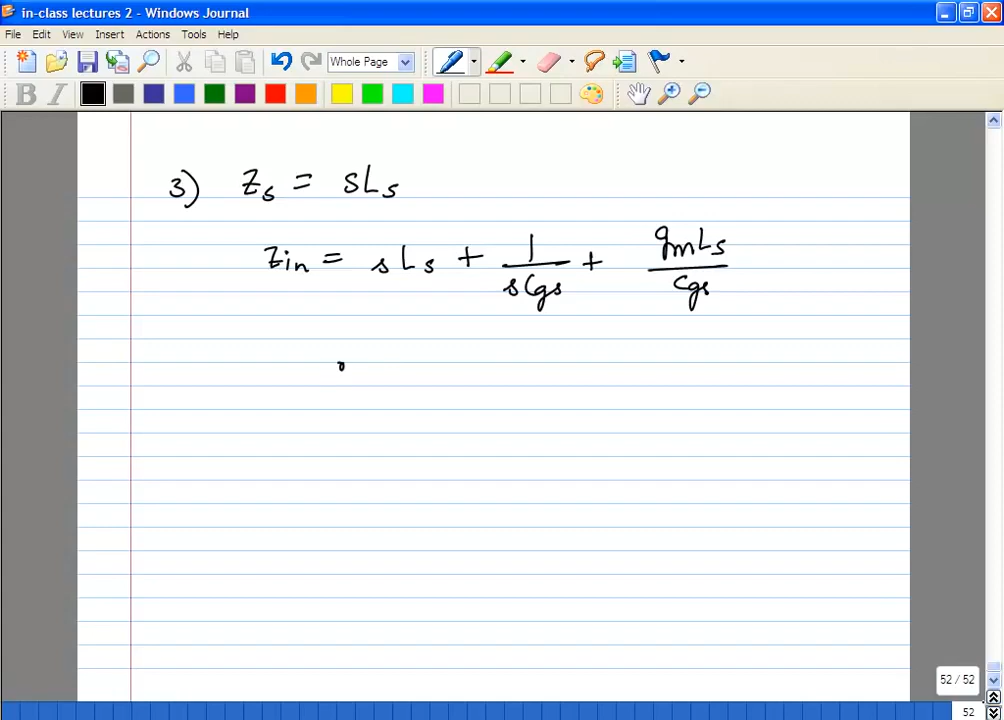 in-class lectures 2 - Windows Journal
File Edit View Insert Actions Tools Help
Whole Page
B I
3) Zs = sLs
Zin = sLs + 1/sCgs + gmLs/Cgs
52 / 52
52